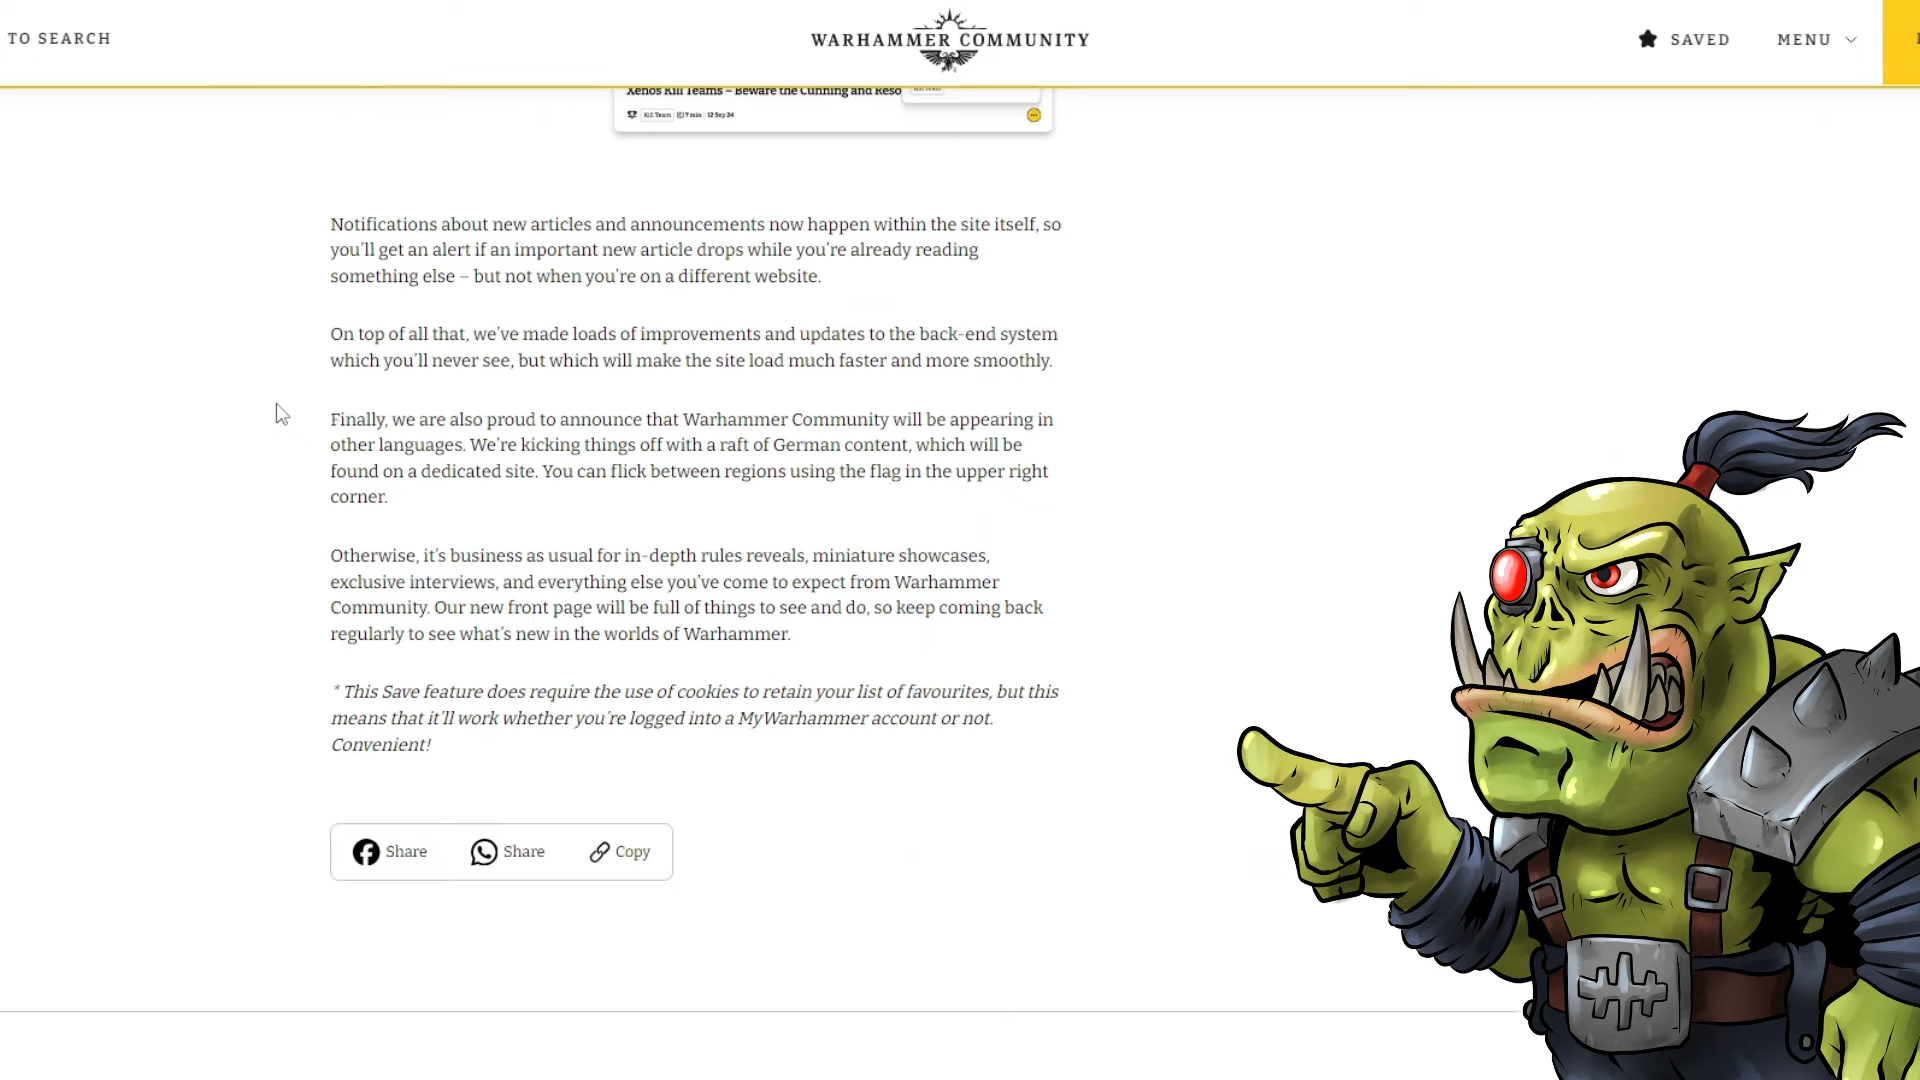 TO SEARCH
WARHAMMER COMMUNITY
SAVED
MENU
Xenos Kill Teams – Beware the Cunning and Reso
Kill Team
7 min
12 Sep 24
Notifications about new articles and announcements now happen within the site itself, so
you’ll get an alert if an important new article drops while you’re already reading
something else – but not when you’re on a different website.
On top of all that, we’ve made loads of improvements and updates to the back-end system
which you’ll never see, but which will make the site load much faster and more smoothly.
Finally, we are also proud to announce that Warhammer Community will be appearing in
other languages. We’re kicking things off with a raft of German content, which will be
found on a dedicated site. You can flick between regions using the flag in the upper right
corner.
Otherwise, it’s business as usual for in-depth rules reveals, miniature showcases,
exclusive interviews, and everything else you’ve come to expect from Warhammer
Community. Our new front page will be full of things to see and do, so keep coming back
regularly to see what’s new in the worlds of Warhammer.
* This Save feature does require the use of cookies to retain your list of favourites, but this
means that it’ll work whether you’re logged into a MyWarhammer account or not.
Convenient!
Share
Share
Copy